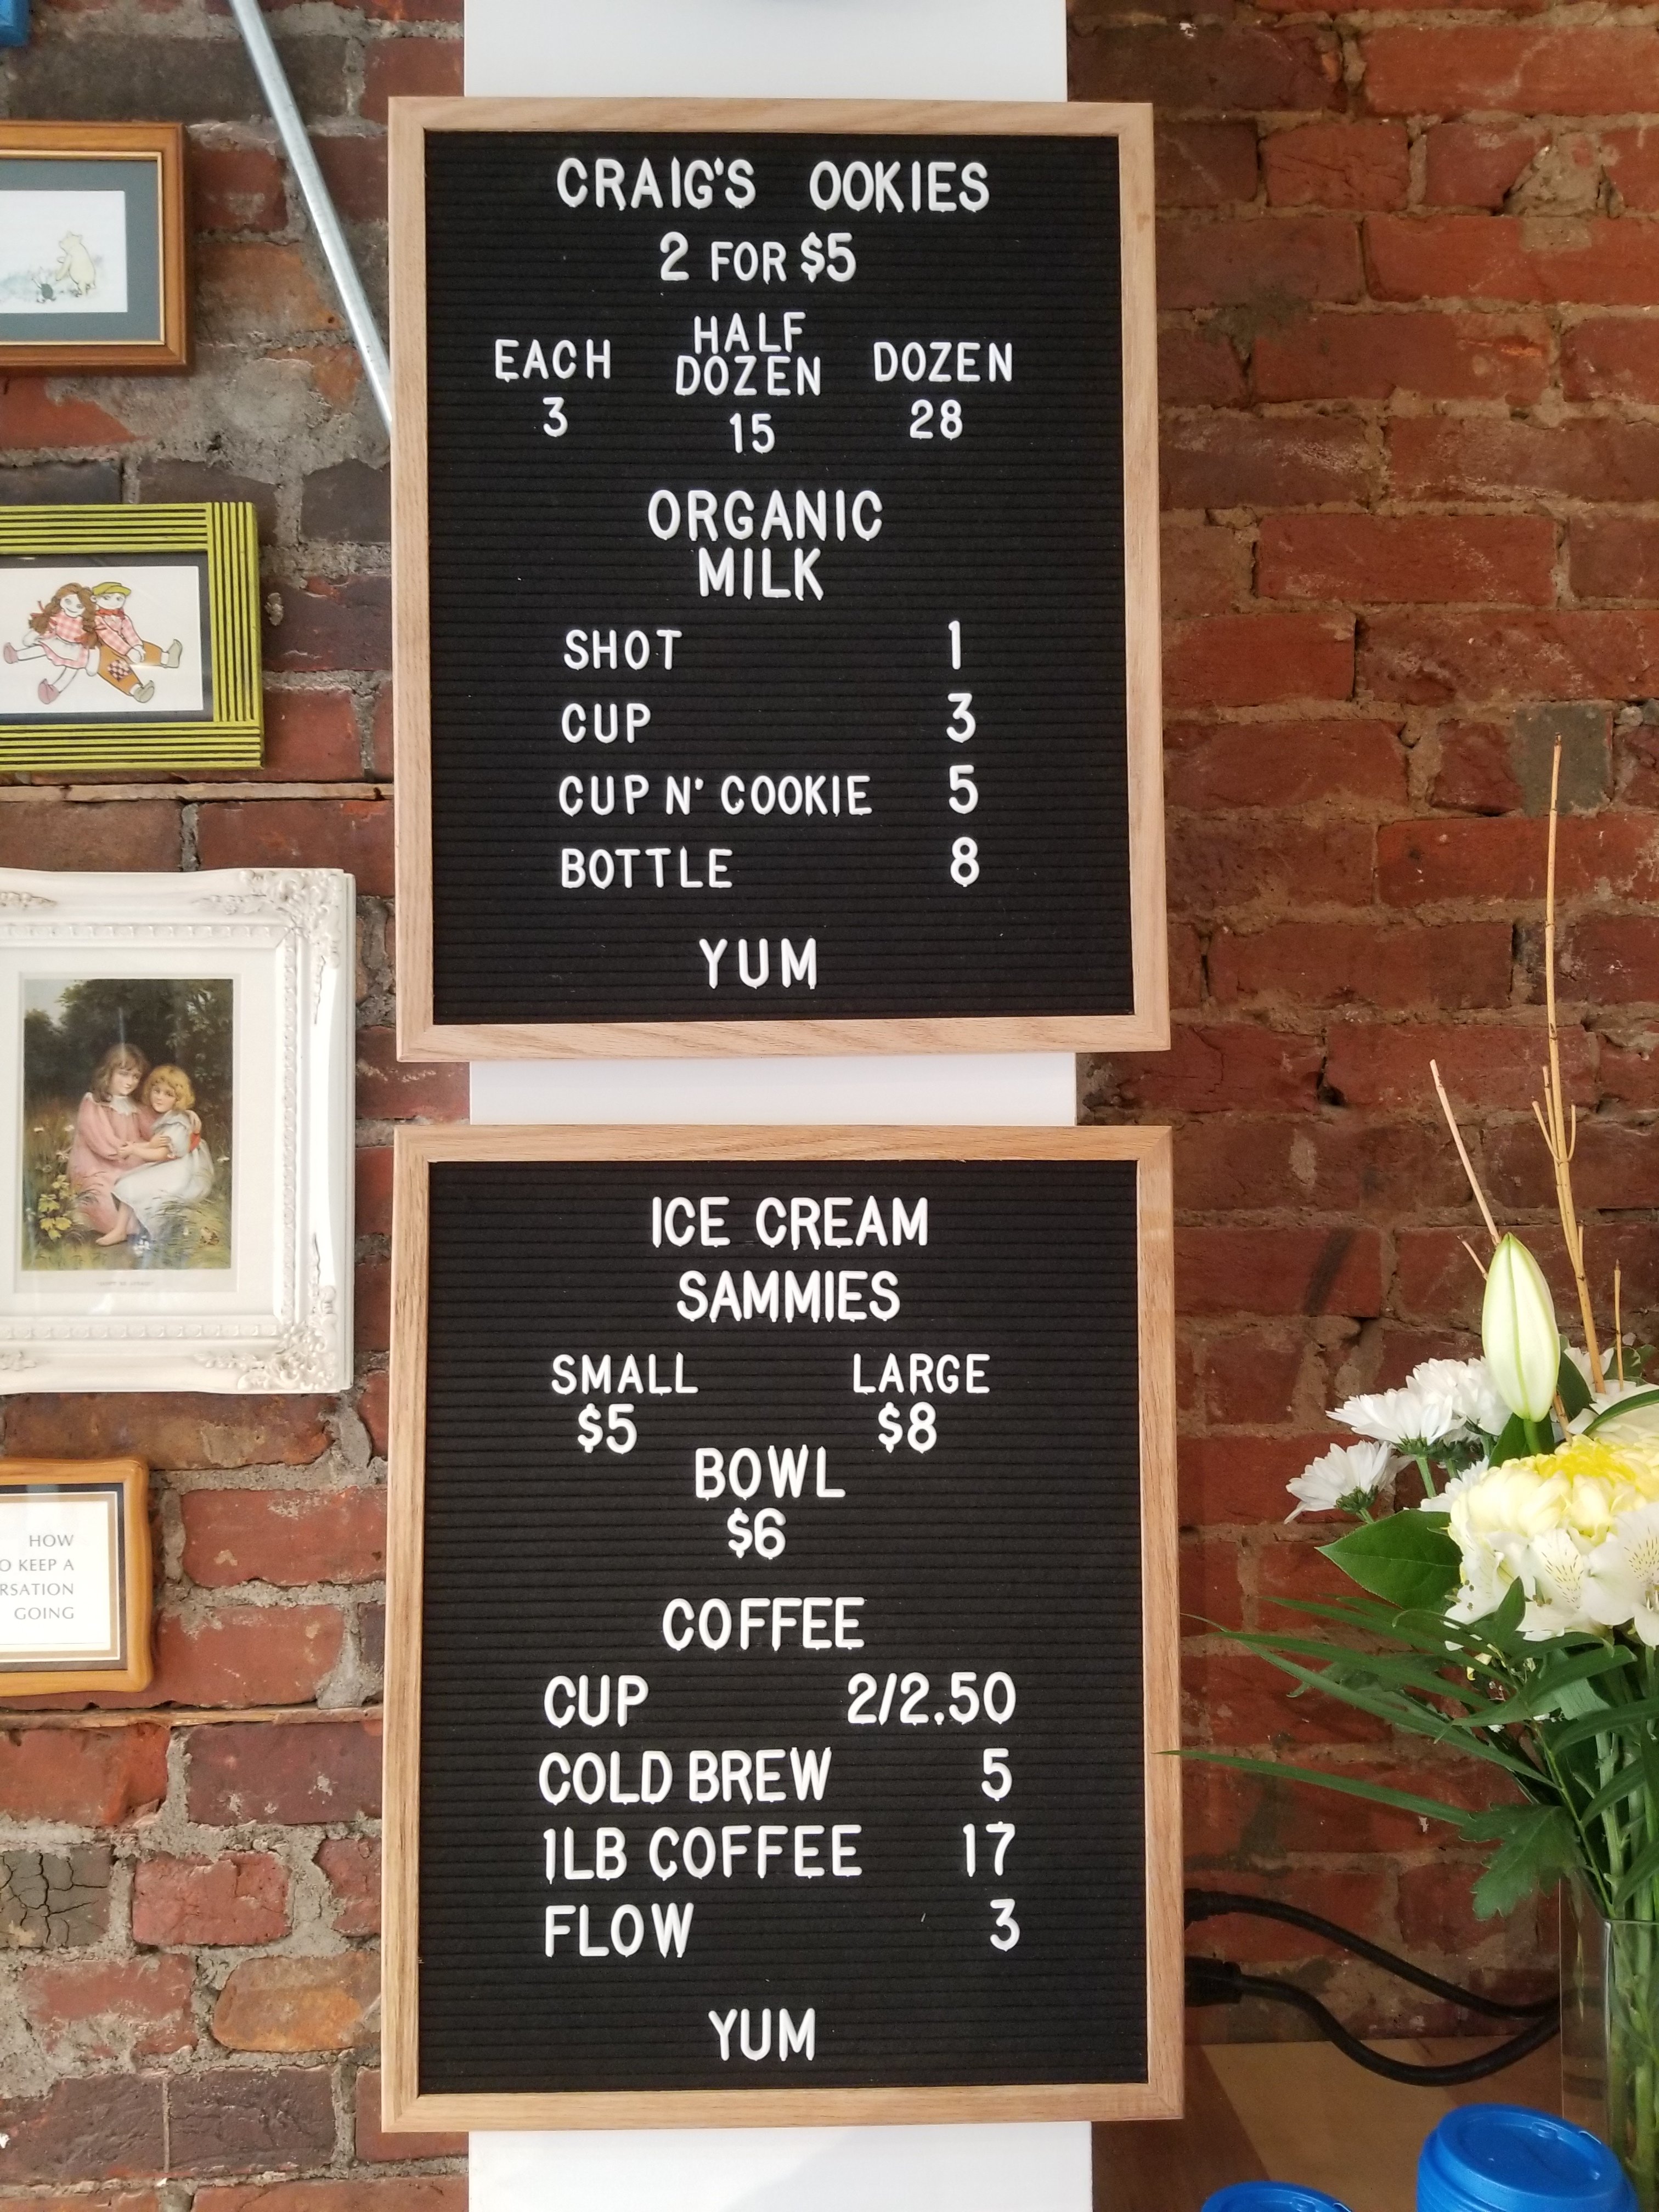 CRAIG'S OOKIES
2 FOR $5
EACH HALF DOZEN DOZEN
3 15 28
ORGANIC
MILK
SHOT 1
CUP 3
CUP N' COOKIE 5
BOTTLE 8
YUM
ICE CREAM
SAMMIES
SMALL LARGE
$5 $8
BOWL
$6
COFFEE
CUP 2/2.50
COLD BREW 5
1LB COFFEE 17
FLOW 3
YUM
HOW
O KEEP A
RSATION
GOING